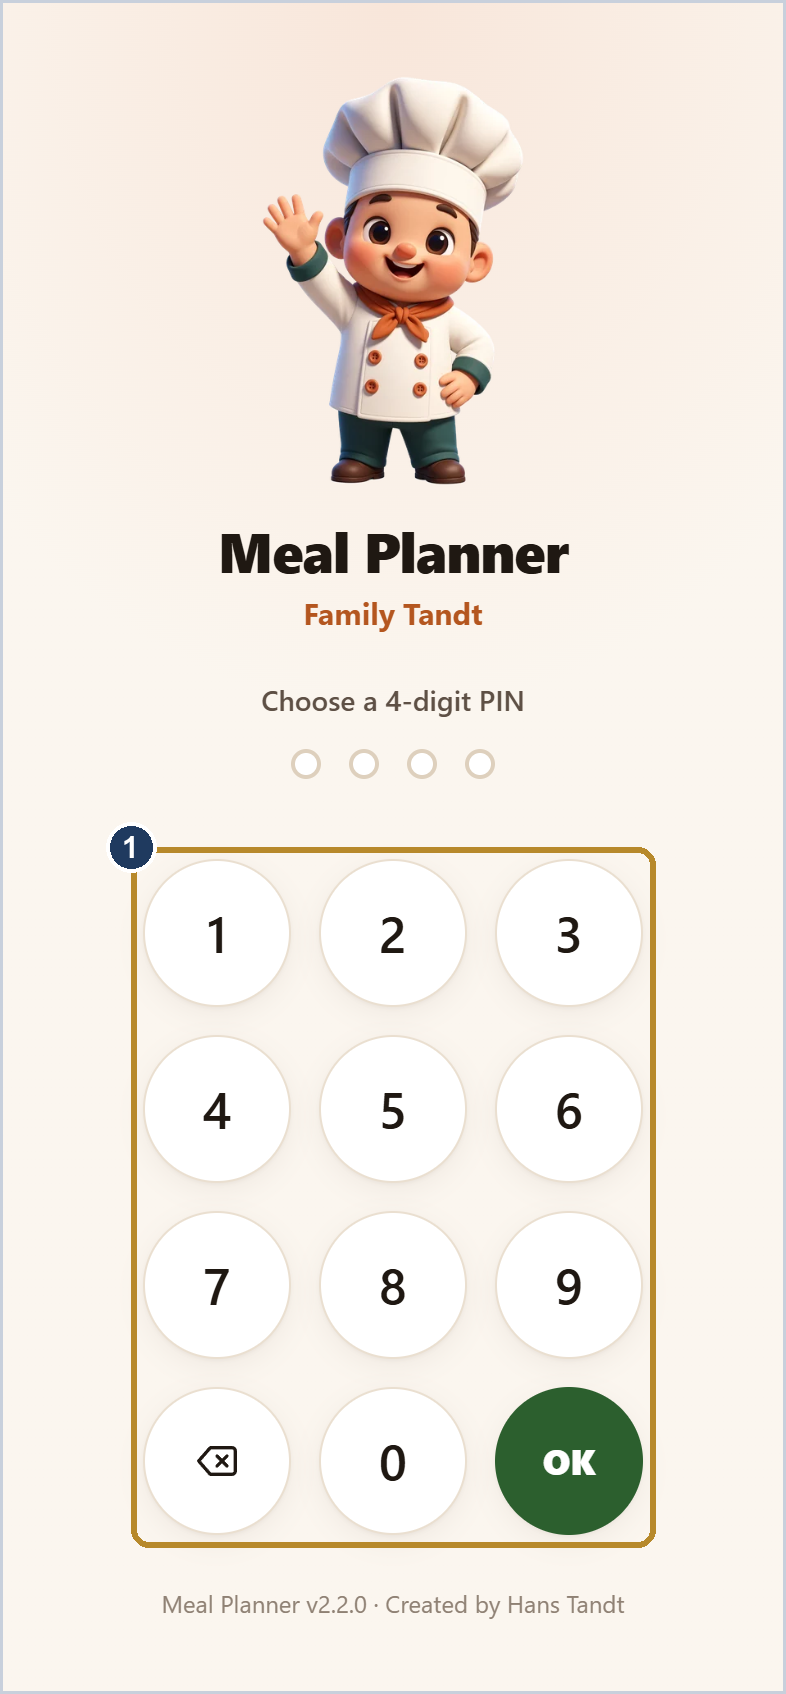 Meal Planner
Family Tandt
Choose a 4-digit PIN
1
1 2 3
4 5 6
7 8 9
0 OK
Meal Planner v2.2.0 · Created by Hans Tandt